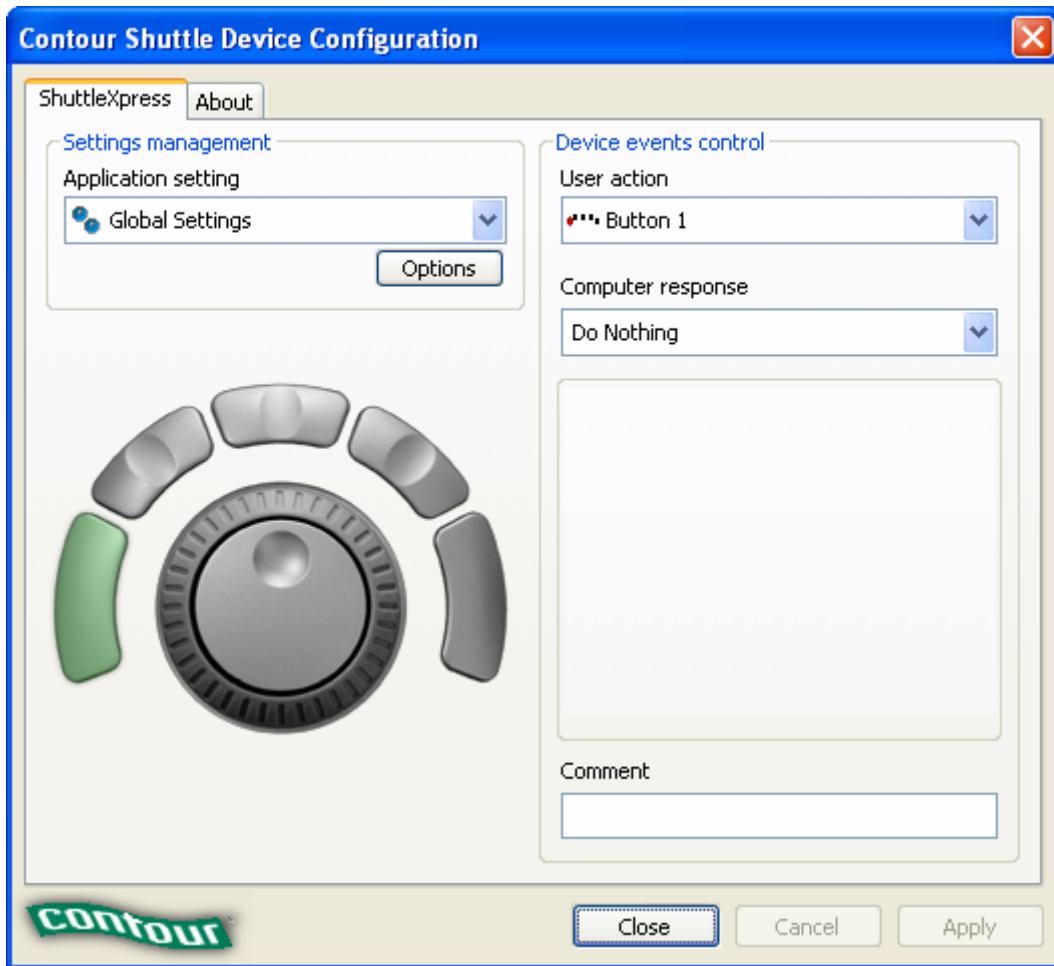 Contour Shuttle Device Configuration
ShuttleXpress
About
Settings management
Application setting
Global Settings
Options
Device events control
User action
Button 1
Computer response
Do Nothing
Comment
contour
Close
Cancel
Apply